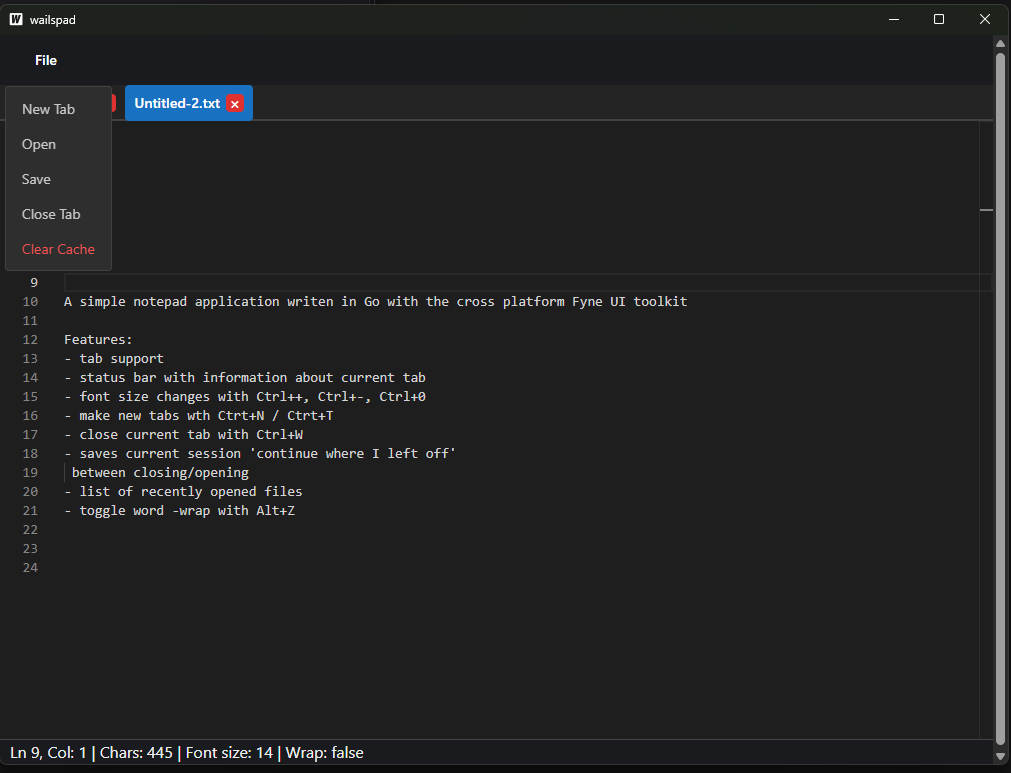 W wailspad
File
Untitled-2.txt
New Tab
Open
Save
Close Tab
Clear Cache
9
10 A simple notepad application writen in Go with the cross platform Fyne UI toolkit
11
12 Features:
13 - tab support
14 - status bar with information about current tab
15 - font size changes with Ctrl++, Ctrl+-, Ctrl+0
16 - make new tabs wth Ctrt+N / Ctrt+T
17 - close current tab with Ctrl+W
18 - saves current session 'continue where I left off'
19 between closing/opening
20 - list of recently opened files
21 - toggle word -wrap with Alt+Z
22
23
24
Ln 9, Col: 1 | Chars: 445 | Font size: 14 | Wrap: false